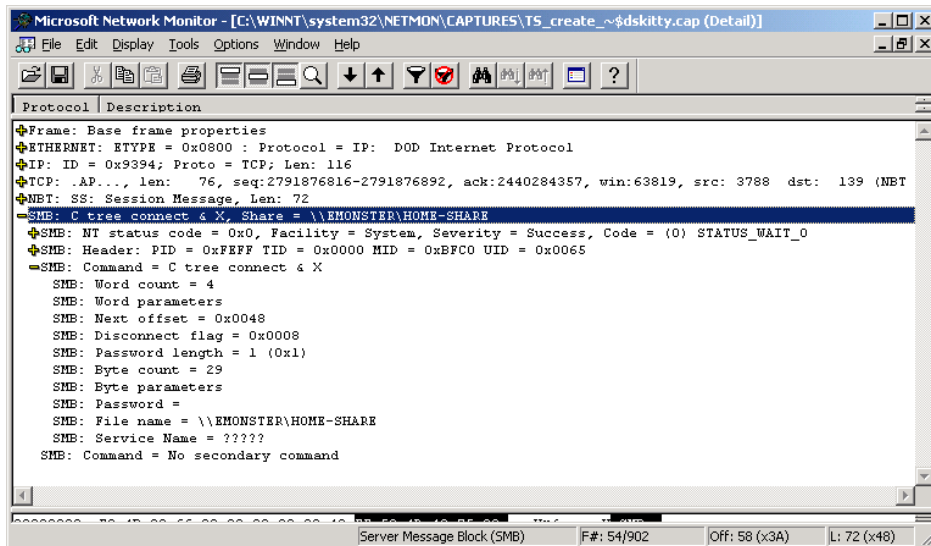 Microsoft Network Monitor - [C:\WINNT\system32\NETMON\CAPTURES\TS_create_~$dskitty.cap (Detail)]
File Edit Display Tools Options Window Help
Protocol Description
Frame: Base frame properties
ETHERNET: ETYPE = 0x0800 : Protocol = IP:  DOD Internet Protocol
IP: ID = 0x9394; Proto = TCP; Len: 116
TCP: .AP..., len:   76, seq:2791876816-2791876892, ack:2440284357, win:63819, src: 3788  dst:  139 (NBT
NBT: SS: Session Message, Len: 72
SMB: C tree connect & X, Share = \\EMONSTER\HOME-SHARE
SMB: NT status code = 0x0, Facility = System, Severity = Success, Code = (0) STATUS_WAIT_0
SMB: Header: PID = 0xFEFF TID = 0x0000 MID = 0xBFC0 UID = 0x0065
SMB: Command = C tree connect & X
SMB: Word count = 4
SMB: Word parameters
SMB: Next offset = 0x0048
SMB: Disconnect flag = 0x0008
SMB: Password length = 1 (0x1)
SMB: Byte count = 29
SMB: Byte parameters
SMB: Password =
SMB: File name = \\EMONSTER\HOME-SHARE
SMB: Service Name = ?????
SMB: Command = No secondary command
Server Message Block (SMB) F#: 54/902 Off: 58 (x3A) L: 72 (x48)